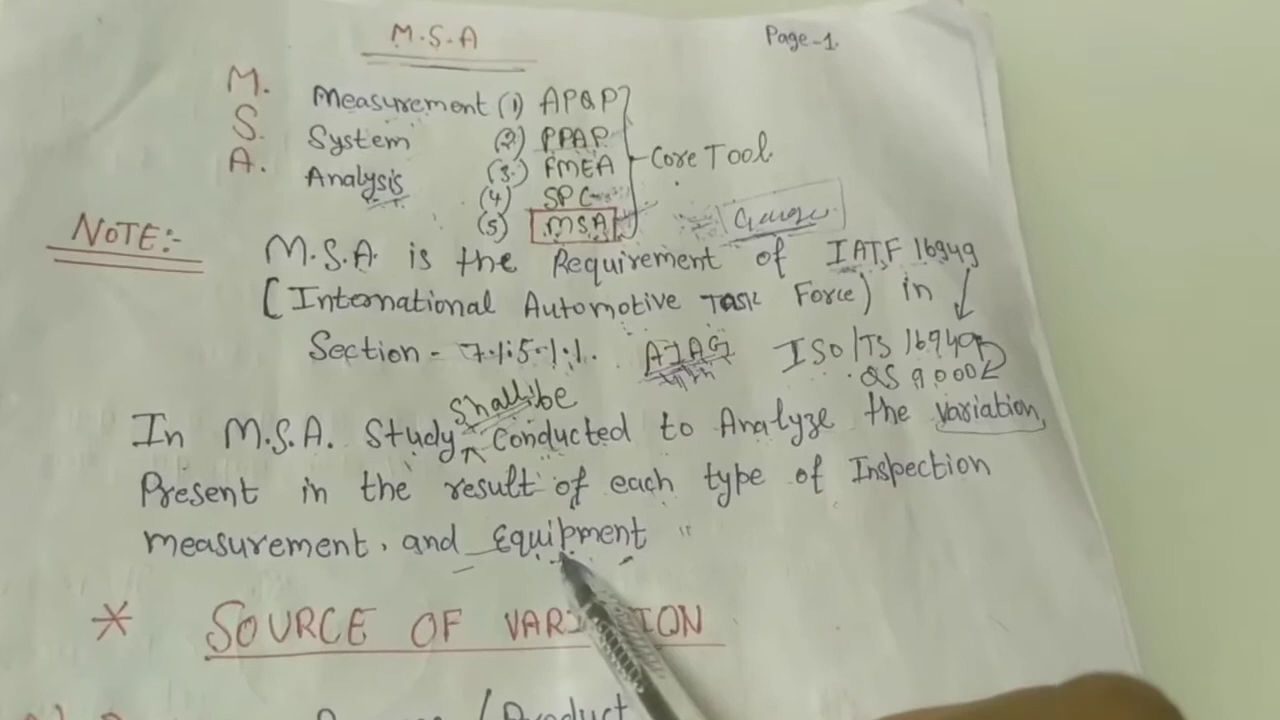 M.S.A
Page-1.
M. Measurement (1) APQP
S. System (2) PPAP
A. Analysis (3) FMEA
(4) SPC
(5) MSA
Core Tool
NOTE:-
M.S.A. is the Requirement of IATF 16949
[International Automotive TASK Force) in
Section - 7.1.5.1.1. AIAG ISO/TS 16949
QS 9000
Shall be
In M.S.A. Study Conducted to Analyze the variation
Present in the result of each type of Inspection
measurement, and Equipment "
* SOURCE OF VARIATION
/Product